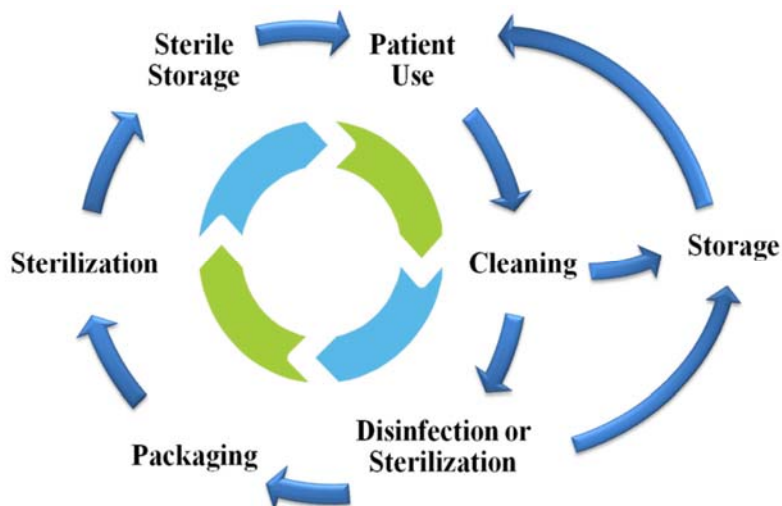 Sterile
Storage
Patient
Use
Sterilization
Cleaning
Storage
Packaging
Disinfection or
Sterilization